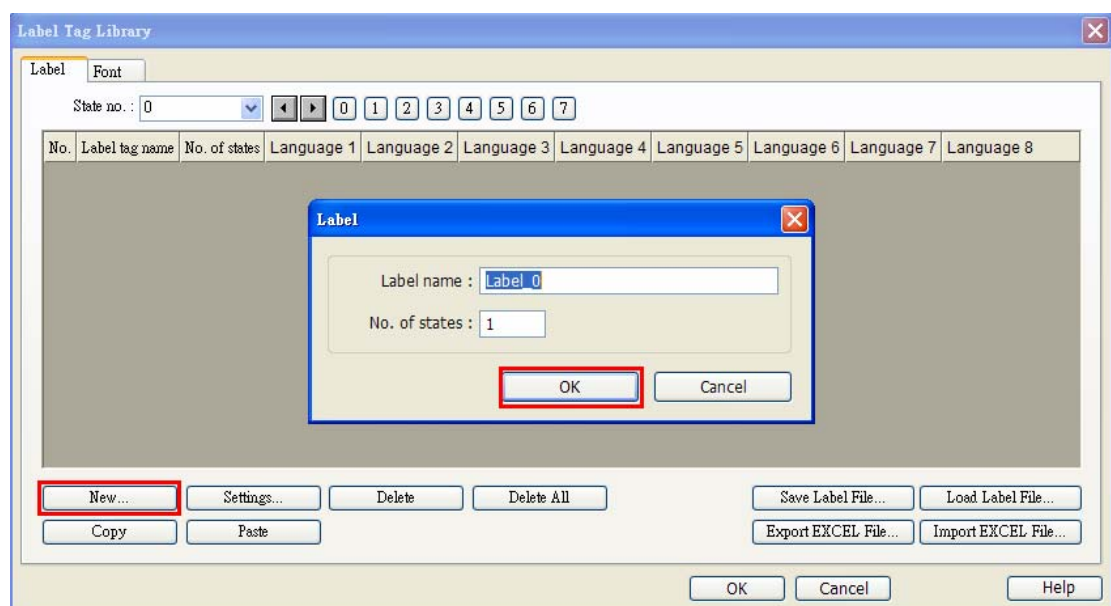 Label Tag Library
Label Font
State no. : 0 0 1 2 3 4 5 6 7
No. Label tag name No. of states Language 1 Language 2 Language 3 Language 4 Language 5 Language 6 Language 7 Language 8
Label
Label name : Label_0
No. of states : 1
OK Cancel
New... Settings... Delete Delete All Save Label File... Load Label File...
Copy Paste Export EXCEL File... Import EXCEL File...
OK Cancel Help